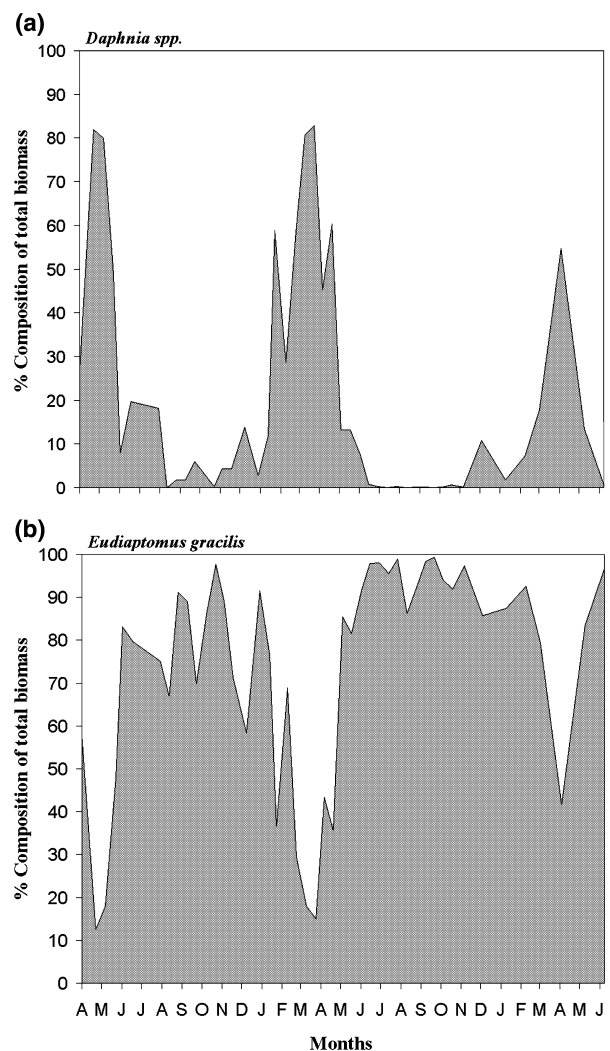 (a)
Daphnia spp.
100
90
80
70
60
50
40
30
20
10
0
% Composition of total biomass
(b)
Eudiaptomus gracilis
100
90
80
70
60
50
40
30
20
10
0
% Composition of total biomass
A M J J A S O N D J F M A M J J A S O N D J F M A M J
Months